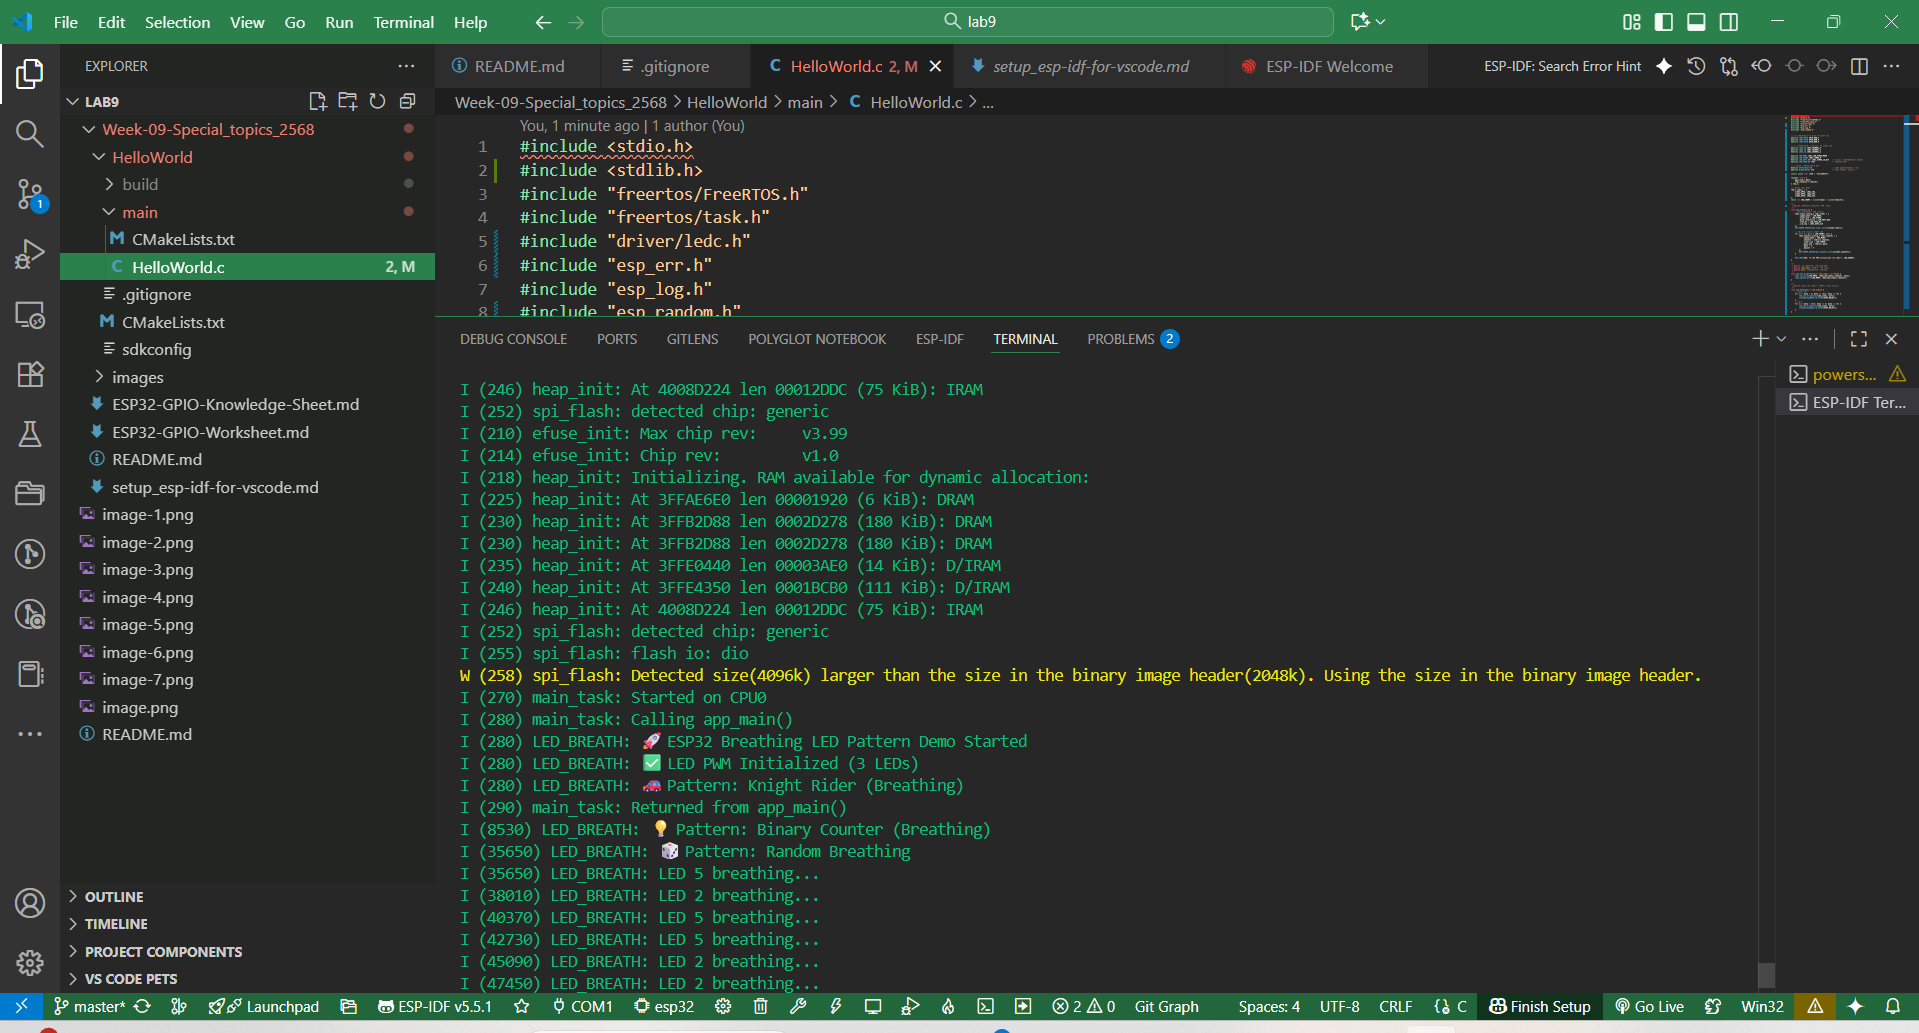 File Edit Selection View Go Run Terminal Help
lab9
EXPLORER
LAB9
Week-09-Special_topics_2568
HelloWorld
build
main
CMakeLists.txt
HelloWorld.c 2, M
.gitignore
CMakeLists.txt
sdkconfig
images
ESP32-GPIO-Knowledge-Sheet.md
ESP32-GPIO-Worksheet.md
README.md
setup_esp-idf-for-vscode.md
image-1.png
image-2.png
image-3.png
image-4.png
image-5.png
image-6.png
image-7.png
image.png
README.md
OUTLINE
TIMELINE
PROJECT COMPONENTS
VS CODE PETS
1
README.md .gitignore HelloWorld.c 2, M setup_esp-idf-for-vscode.md ESP-IDF Welcome ESP-IDF: Search Error Hint
Week-09-Special_topics_2568 > HelloWorld > main > C HelloWorld.c > ...
You, 1 minute ago | 1 author (You)
1 #include <stdio.h>
2 #include <stdlib.h>
3 #include "freertos/FreeRTOS.h"
4 #include "freertos/task.h"
5 #include "driver/ledc.h"
6 #include "esp_err.h"
7 #include "esp_log.h"
8 #include "esp_random.h"
DEBUG CONSOLE PORTS GITLENS POLYGLOT NOTEBOOK ESP-IDF TERMINAL PROBLEMS 2
powers...
ESP-IDF Ter...
I (246) heap_init: At 4008D224 len 00012DDC (75 KiB): IRAM
I (252) spi_flash: detected chip: generic
I (210) efuse_init: Max chip rev: v3.99
I (214) efuse_init: Chip rev: v1.0
I (218) heap_init: Initializing. RAM available for dynamic allocation:
I (225) heap_init: At 3FFAE6E0 len 00001920 (6 KiB): DRAM
I (230) heap_init: At 3FFB2D88 len 0002D278 (180 KiB): DRAM
I (230) heap_init: At 3FFB2D88 len 0002D278 (180 KiB): DRAM
I (235) heap_init: At 3FFE0440 len 00003AE0 (14 KiB): D/IRAM
I (240) heap_init: At 3FFE4350 len 0001BCB0 (111 KiB): D/IRAM
I (246) heap_init: At 4008D224 len 00012DDC (75 KiB): IRAM
I (252) spi_flash: detected chip: generic
I (255) spi_flash: flash io: dio
W (258) spi_flash: Detected size(4096k) larger than the size in the binary image header(2048k). Using the size in the binary image header.
I (270) main_task: Started on CPU0
I (280) main_task: Calling app_main()
I (280) LED_BREATH: 🚀 ESP32 Breathing LED Pattern Demo Started
I (280) LED_BREATH: ✅ LED PWM Initialized (3 LEDs)
I (280) LED_BREATH: 🚗 Pattern: Knight Rider (Breathing)
I (290) main_task: Returned from app_main()
I (8530) LED_BREATH: 💡 Pattern: Binary Counter (Breathing)
I (35650) LED_BREATH: 🎲 Pattern: Random Breathing
I (35650) LED_BREATH: LED 5 breathing...
I (38010) LED_BREATH: LED 2 breathing...
I (40370) LED_BREATH: LED 5 breathing...
I (42730) LED_BREATH: LED 5 breathing...
I (45090) LED_BREATH: LED 2 breathing...
I (47450) LED_BREATH: LED 2 breathing...
master* Launchpad ESP-IDF v5.5.1 COM1 esp32 2 0 Git Graph Spaces: 4 UTF-8 CRLF {} C Finish Setup Go Live Win32